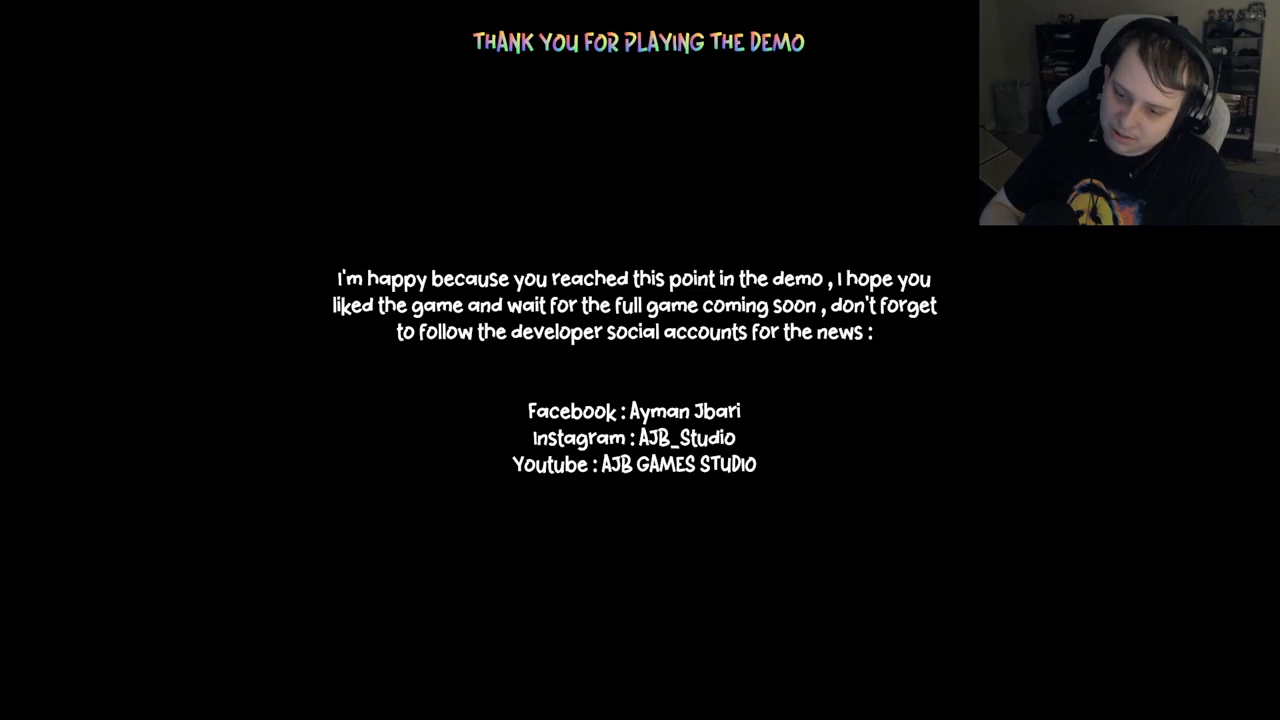 THANK YOU FOR PLAYING THE DEMO
I'm happy because you reached this point in the demo , I hope you
liked the game and wait for the full game coming soon , don't forget
to follow the developer social accounts for the news :
Facebook : Ayman Jbari
Instagram : AJB_Studio
Youtube : AJB GAMES STUDIO